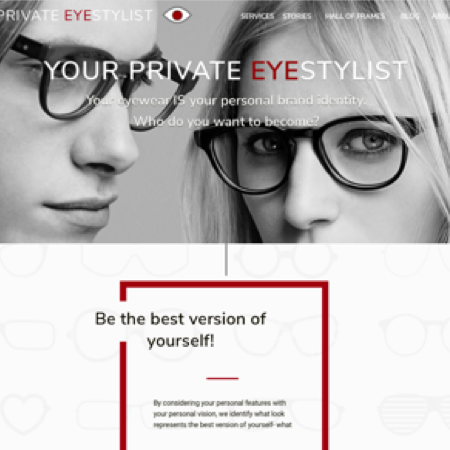 PRIVATE EYESTYLIST
SERVICES STORIES HALL OF FRAMES BLOG
YOUR PRIVATE EYESTYLIST
Your eyewear IS your personal brand identity.
Who do you want to become?
Be the best version of
yourself!
By considering your personal features with
your personal vision, we identify what look
represents the best version of yourself- what